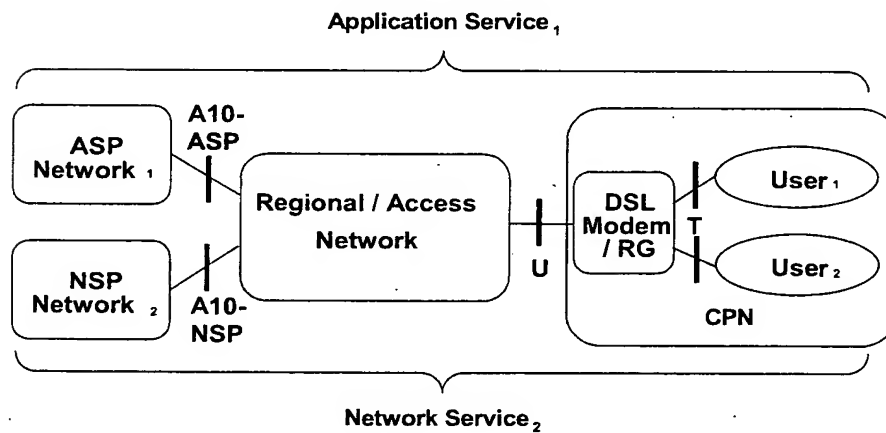 Application Service 1
A10-
ASP
ASP
Network 1
Regional / Access
Network
DSL
Modem
/ RG
User 1
T
User 2
U
NSP
Network 2
A10-
NSP
CPN
Network Service 2